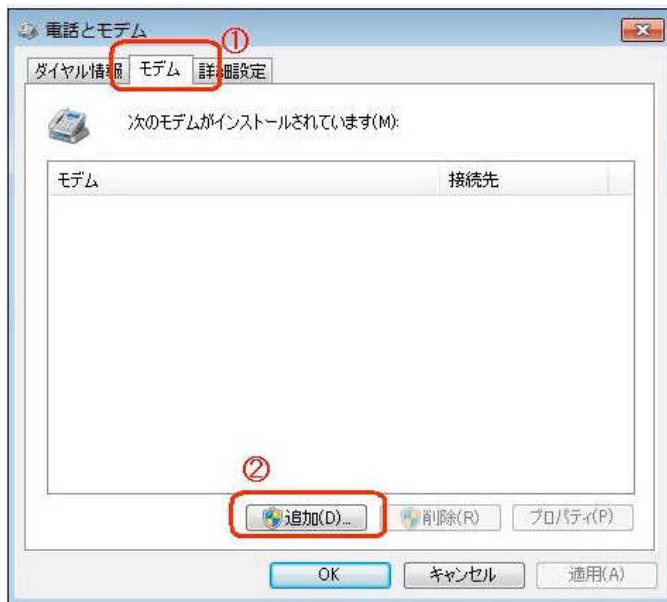 電話とモデム
①
ダイヤル情報 モデム 詳細設定
次のモデムがインストールされています(M):
モデム 接続先
②
追加(D)... 削除(R) プロパティ(P)
OK キャンセル 適用(A)